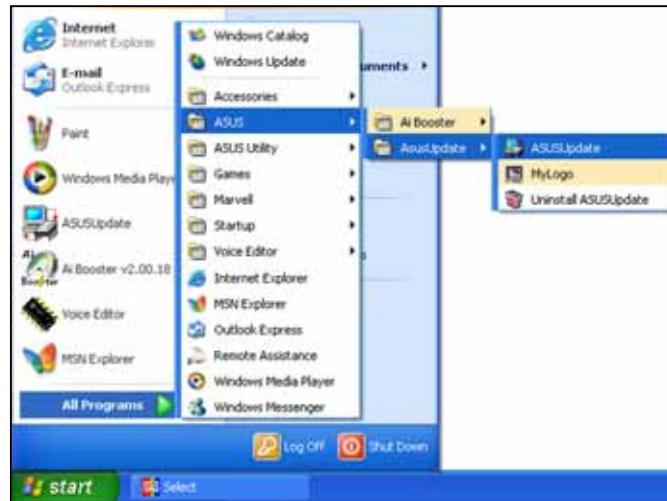 Internet
Internet Explorer
E-mail
Outlook Express
Paint
Windows Media Play
ASUSUpdate
Ai Booster v2.00.18
Voice Editor
MSN Explorer
All Programs
Windows Catalog
Windows Update
Accessories
ASUS
ASUS Utility
Games
Marvell
Startup
Voice Editor
Internet Explorer
MSN Explorer
Outlook Express
Remote Assistance
Windows Media Player
Windows Messenger
uments
s
Ai Booster
AsusUpdate
ASUSUpdate
MyLogo
Uninstall ASUSUpdate
Log Off
Shut Down
start
Select